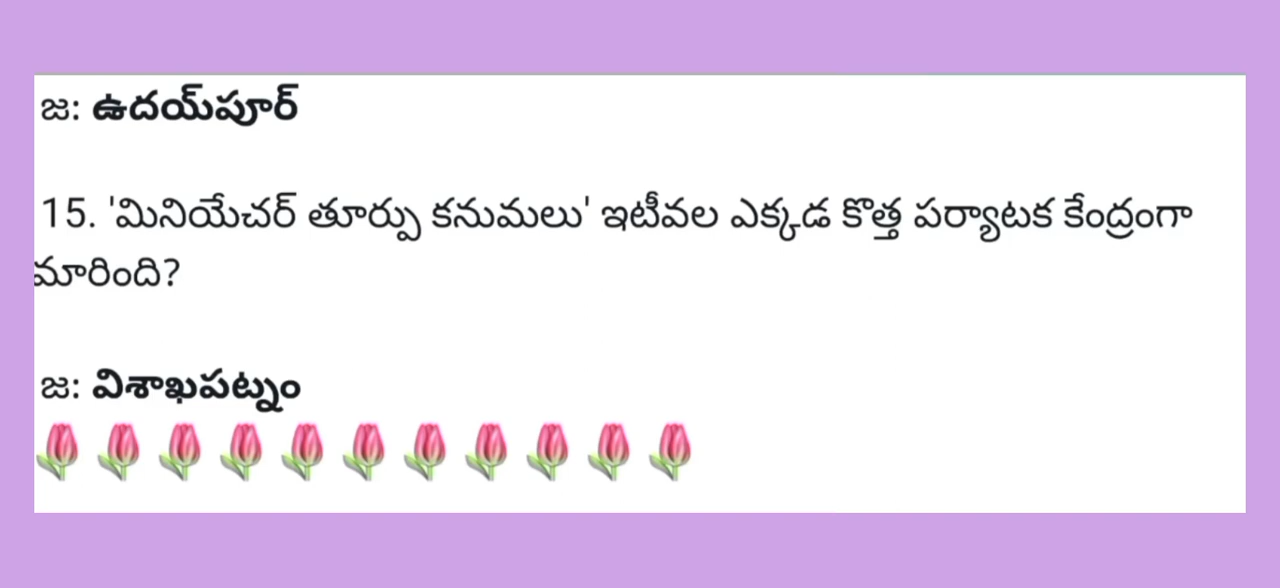 జ: ఉదయ్‌పూర్
15. 'మినియేచర్ తూర్పు కనుమలు' ఇటీవల ఎక్కడ కొత్త పర్యాటక కేంద్రంగా
మారింది?
జ: విశాఖపట్నం